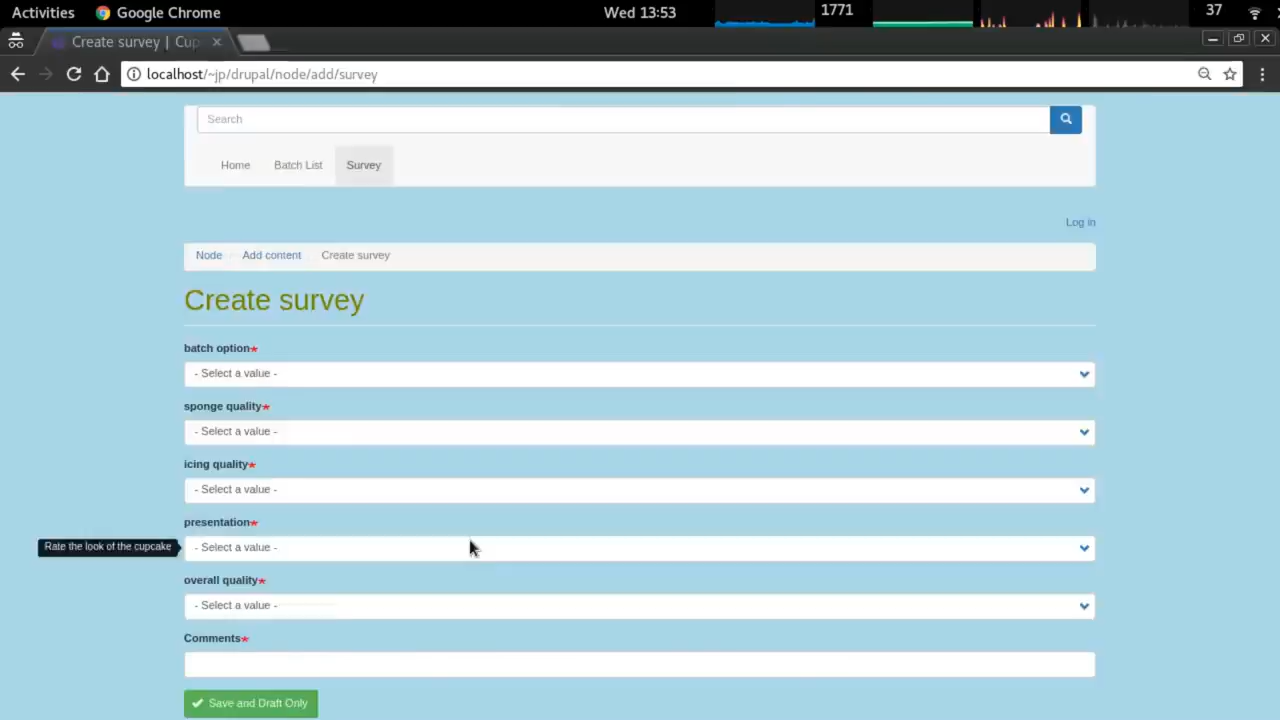 Activities Google Chrome Wed 13:53 1771 37
Create survey | Cup
localhost/~jp/drupal/node/add/survey
Search
Home Batch List Survey
Log in
Node Add content Create survey
Create survey
batch option*
- Select a value -
sponge quality*
- Select a value -
icing quality*
- Select a value -
presentation*
Rate the look of the cupcake - Select a value -
overall quality*
- Select a value -
Comments*
Save and Draft Only